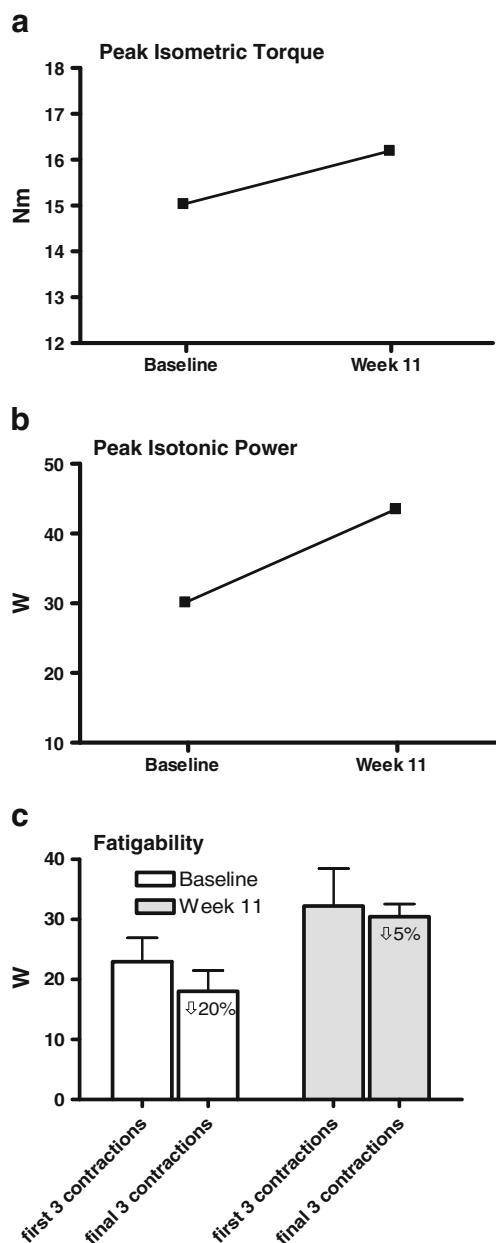 a
Peak Isometric Torque
18
17
16
15
14
13
12
Nm
Baseline Week 11
b
Peak Isotonic Power
50
40
30
20
10
W
Baseline Week 11
c
Fatigability
40
30
20
10
0
W
Baseline
Week 11
⇩20%
⇩5%
first 3 contractions
final 3 contractions
first 3 contractions
final 3 contractions